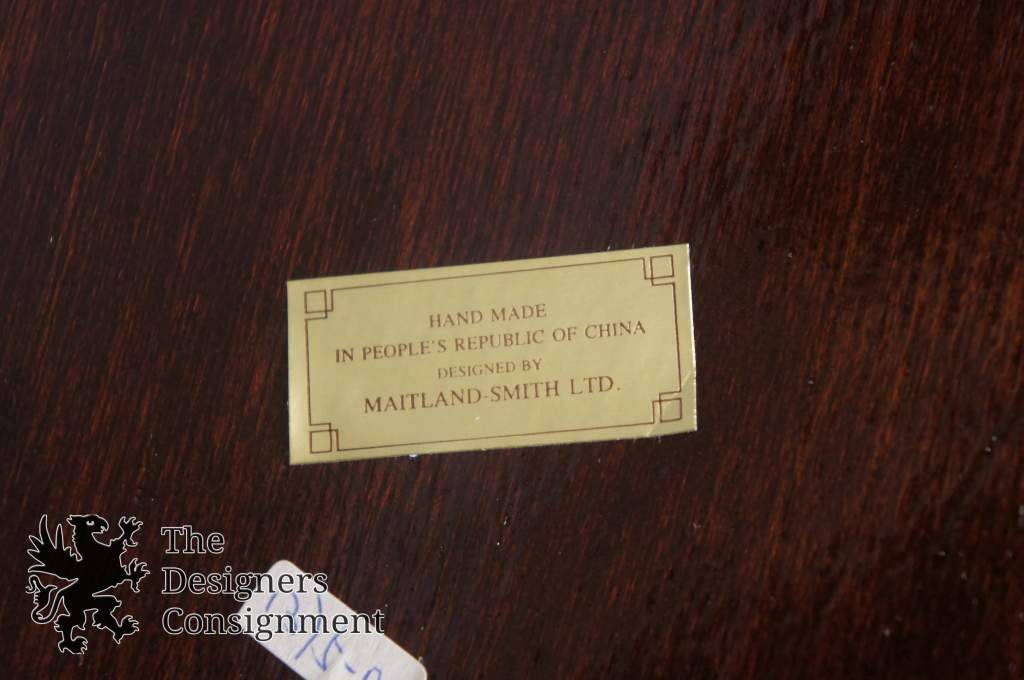 HAND MADE
IN PEOPLE'S REPUBLIC OF CHINA
DESIGNED BY
MAITLAND-SMITH LTD.
The
Designers
Consignment